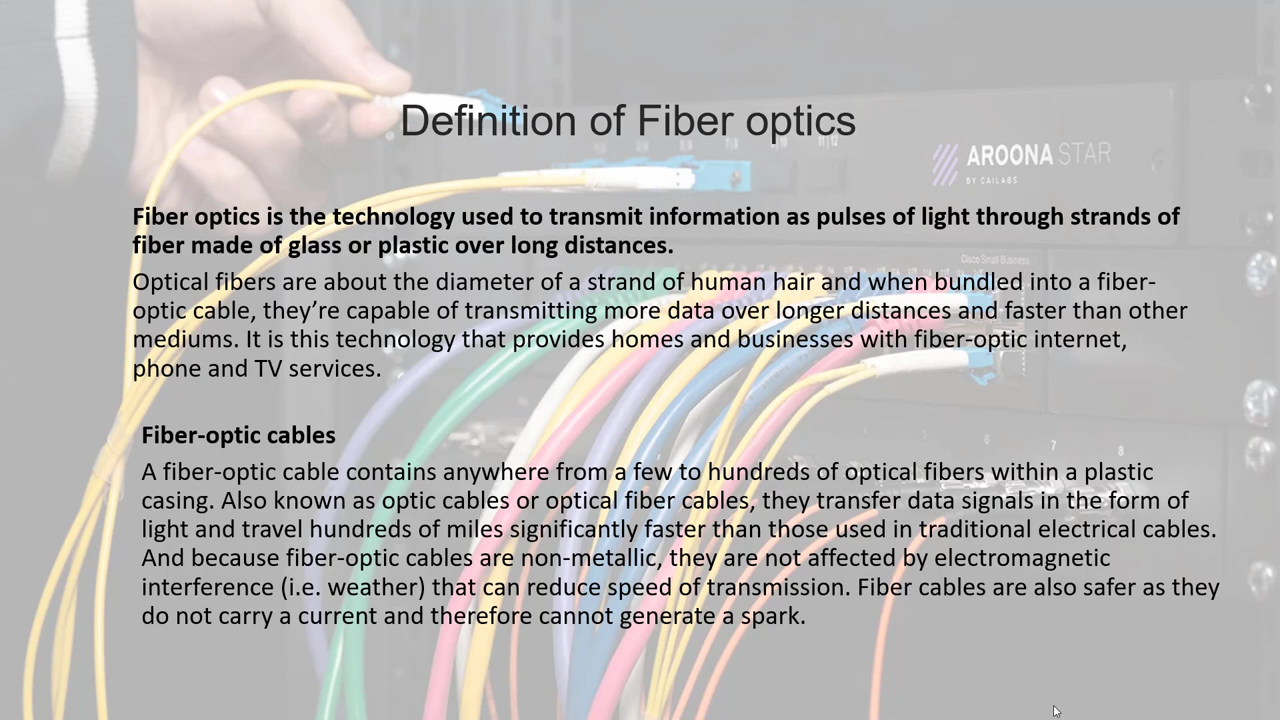 Definition of Fiber optics
AROONA STAR
BY CAILABS
Fiber optics is the technology used to transmit information as pulses of light through strands of
fiber made of glass or plastic over long distances.
Cisco Small Business
Optical fibers are about the diameter of a strand of human hair and when bundled into a fiber-
optic cable, they’re capable of transmitting more data over longer distances and faster than other
mediums. It is this technology that provides homes and businesses with fiber-optic internet,
phone and TV services.
Fiber-optic cables
6 7 8
A fiber-optic cable contains anywhere from a few to hundreds of optical fibers within a plastic
casing. Also known as optic cables or optical fiber cables, they transfer data signals in the form of
light and travel hundreds of miles significantly faster than those used in traditional electrical cables.
And because fiber-optic cables are non-metallic, they are not affected by electromagnetic
interference (i.e. weather) that can reduce speed of transmission. Fiber cables are also safer as they
do not carry a current and therefore cannot generate a spark.